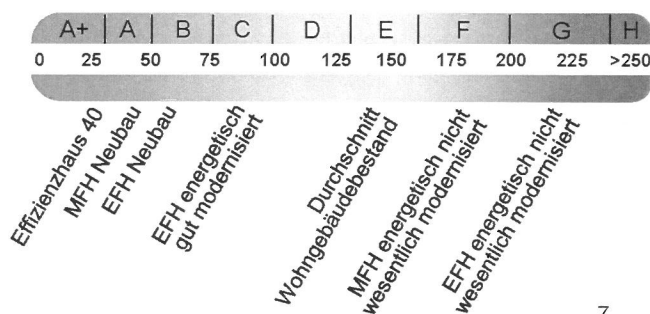 A+ A B C D E F G H
0 25 50 75 100 125 150 175 200 225 >250
Effizienzhaus 40
MFH Neubau
EFH Neubau
EFH energetisch
gut modernisiert
Durchschnitt
Wohngebäudebestand
MFH energetisch nicht
wesentlich modernisiert
EFH energetisch nicht
wesentlich modernisiert
7